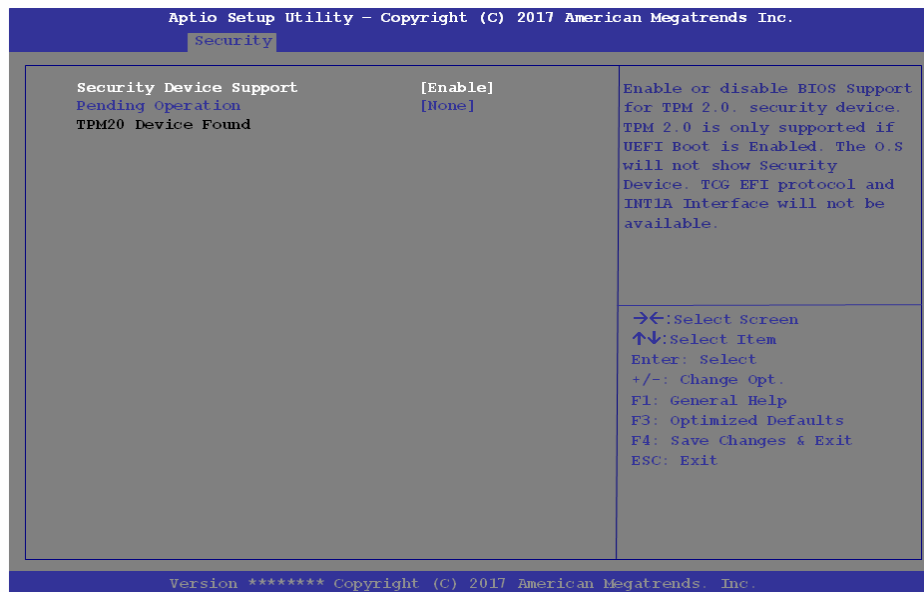 Aptio Setup Utility – Copyright (C) 2017 American Megatrends Inc.
Security
Security Device Support [Enable]
Pending Operation [None]
TPM20 Device Found
Enable or disable BIOS Support
for TPM 2.0. security device.
TPM 2.0 is only supported if
UEFI Boot is Enabled. The O.S
will not show Security
Device. TCG EFI protocol and
INT1A Interface will not be
available.
→←:Select Screen
↑↓:Select Item
Enter: Select
+/-: Change Opt.
F1: General Help
F3: Optimized Defaults
F4: Save Changes & Exit
ESC: Exit
Version ******** Copyright (C) 2017 American Megatrends. Inc.